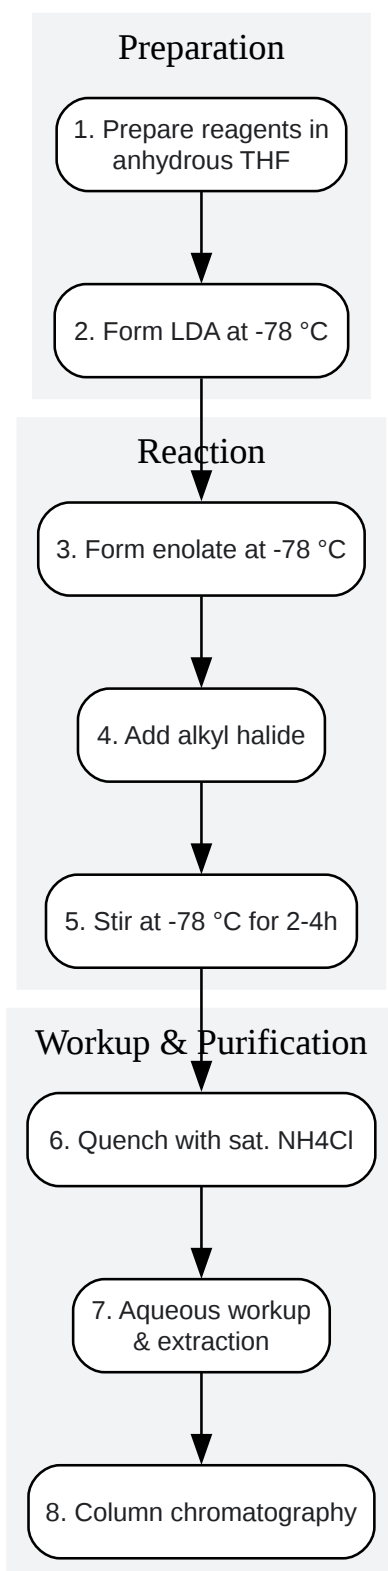 Preparation
1. Prepare reagents in
anhydrous THF
2. Form LDA at -78 °C
Reaction
3. Form enolate at -78 °C
4. Add alkyl halide
5. Stir at -78 °C for 2-4h
Workup & Purification
6. Quench with sat. NH4Cl
7. Aqueous workup
& extraction
8. Column chromatography